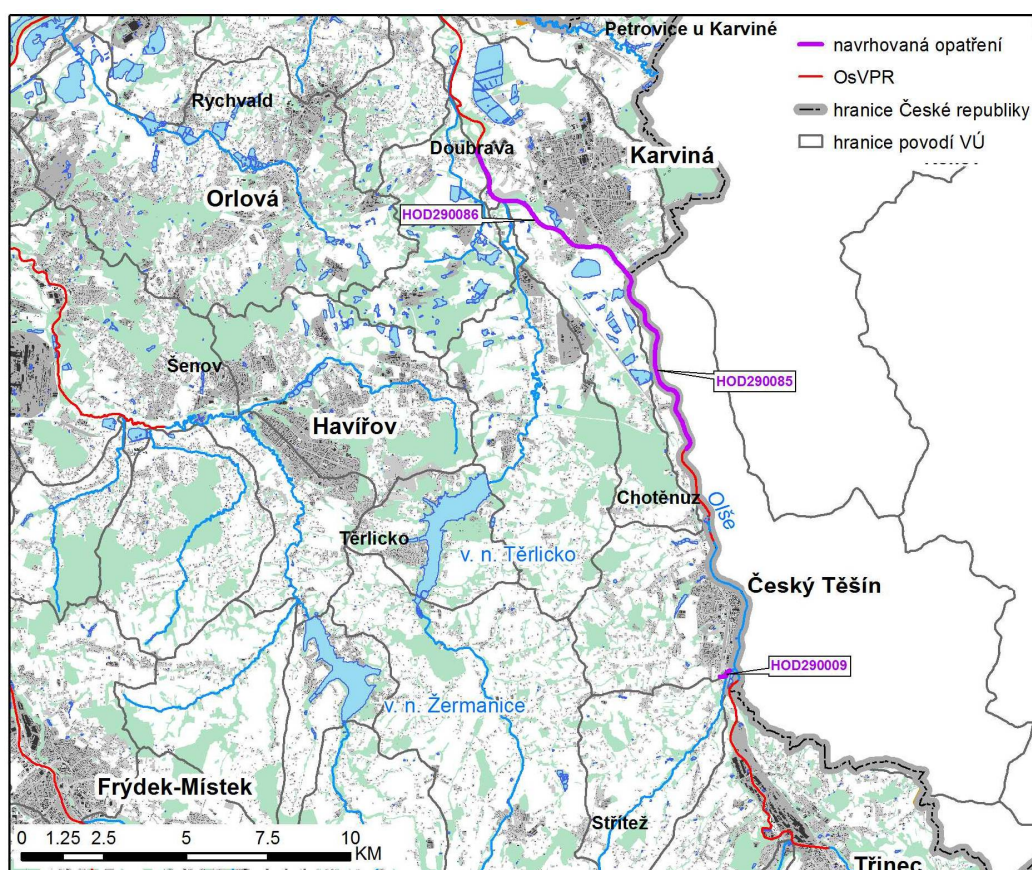 Petrovice u Karviné
navrhovaná opatření
OsVPR
hranice České republiky
hranice povodí VÚ
Rychvald
Doubrava
Karviná
Orlová
HOD290086
Šenov
HOD290085
Havířov
Chotěnuz
Olše
Těrlicko
v. n. Těrlicko
Český Těšín
HOD290009
v. n. Žermanice
Frýdek-Místek
Střítež
0 1.25 2.5 5 7.5 10
KM
Třinec